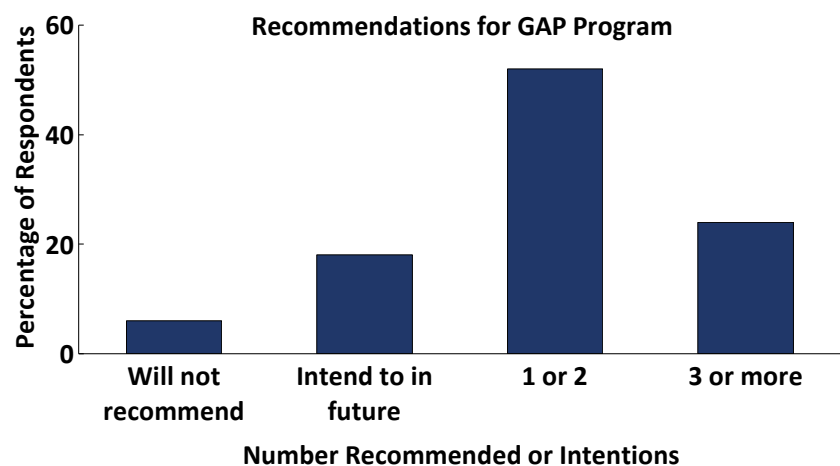 Recommendations for GAP Program
Percentage of Respondents
60
40
20
0
Will not
recommend
Intend to in
future
1 or 2
3 or more
Number Recommended or Intentions